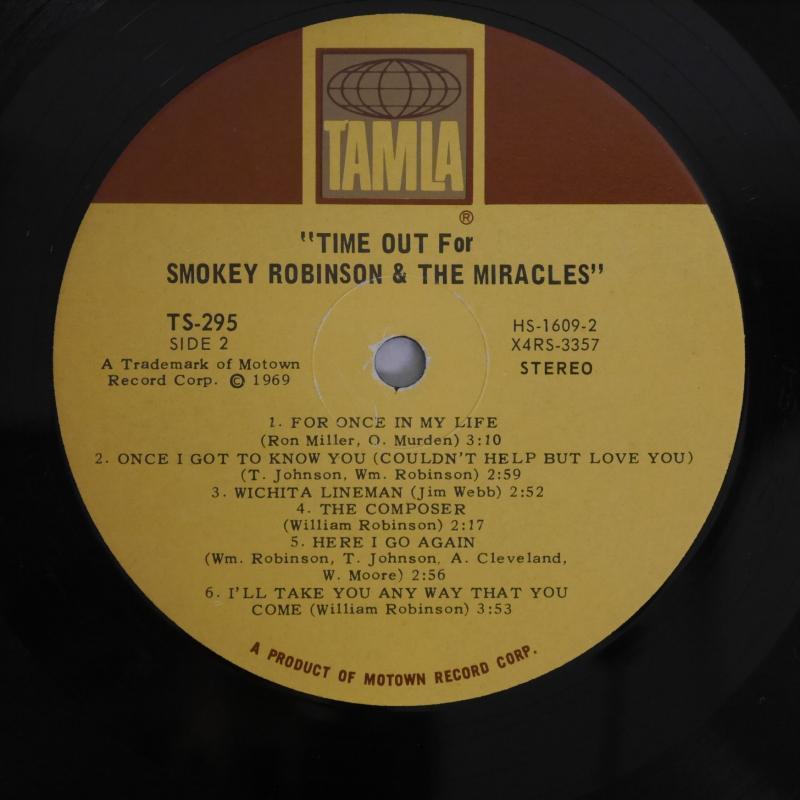 TAMLA
®
"TIME OUT For
SMOKEY ROBINSON & THE MIRACLES"
TS-295
SIDE 2
A Trademark of Motown
Record Corp. © 1969
HS-1609-2
X4RS-3357
STEREO
1. FOR ONCE IN MY LIFE
(Ron Miller, O. Murden) 3:10
2. ONCE I GOT TO KNOW YOU (COULDN'T HELP BUT LOVE YOU)
(T. Johnson, Wm. Robinson) 2:59
3. WICHITA LINEMAN (Jim Webb) 2:52
4. THE COMPOSER
(William Robinson) 2:17
5. HERE I GO AGAIN
(Wm. Robinson, T. Johnson, A. Cleveland,
W. Moore) 2:56
6. I'LL TAKE YOU ANY WAY THAT YOU
COME (William Robinson) 3:53
A PRODUCT OF MOTOWN RECORD CORP.